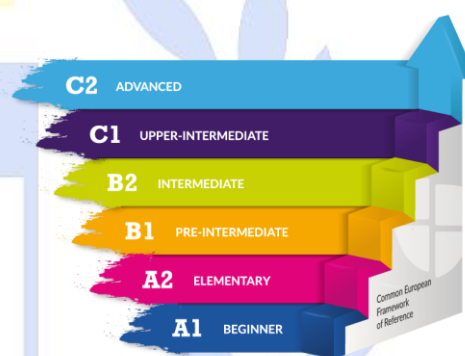 C2 ADVANCED
C1 UPPER-INTERMEDIATE
B2 INTERMEDIATE
B1 PRE-INTERMEDIATE
A2 ELEMENTARY
A1 BEGINNER
Common European
Framework
of Reference